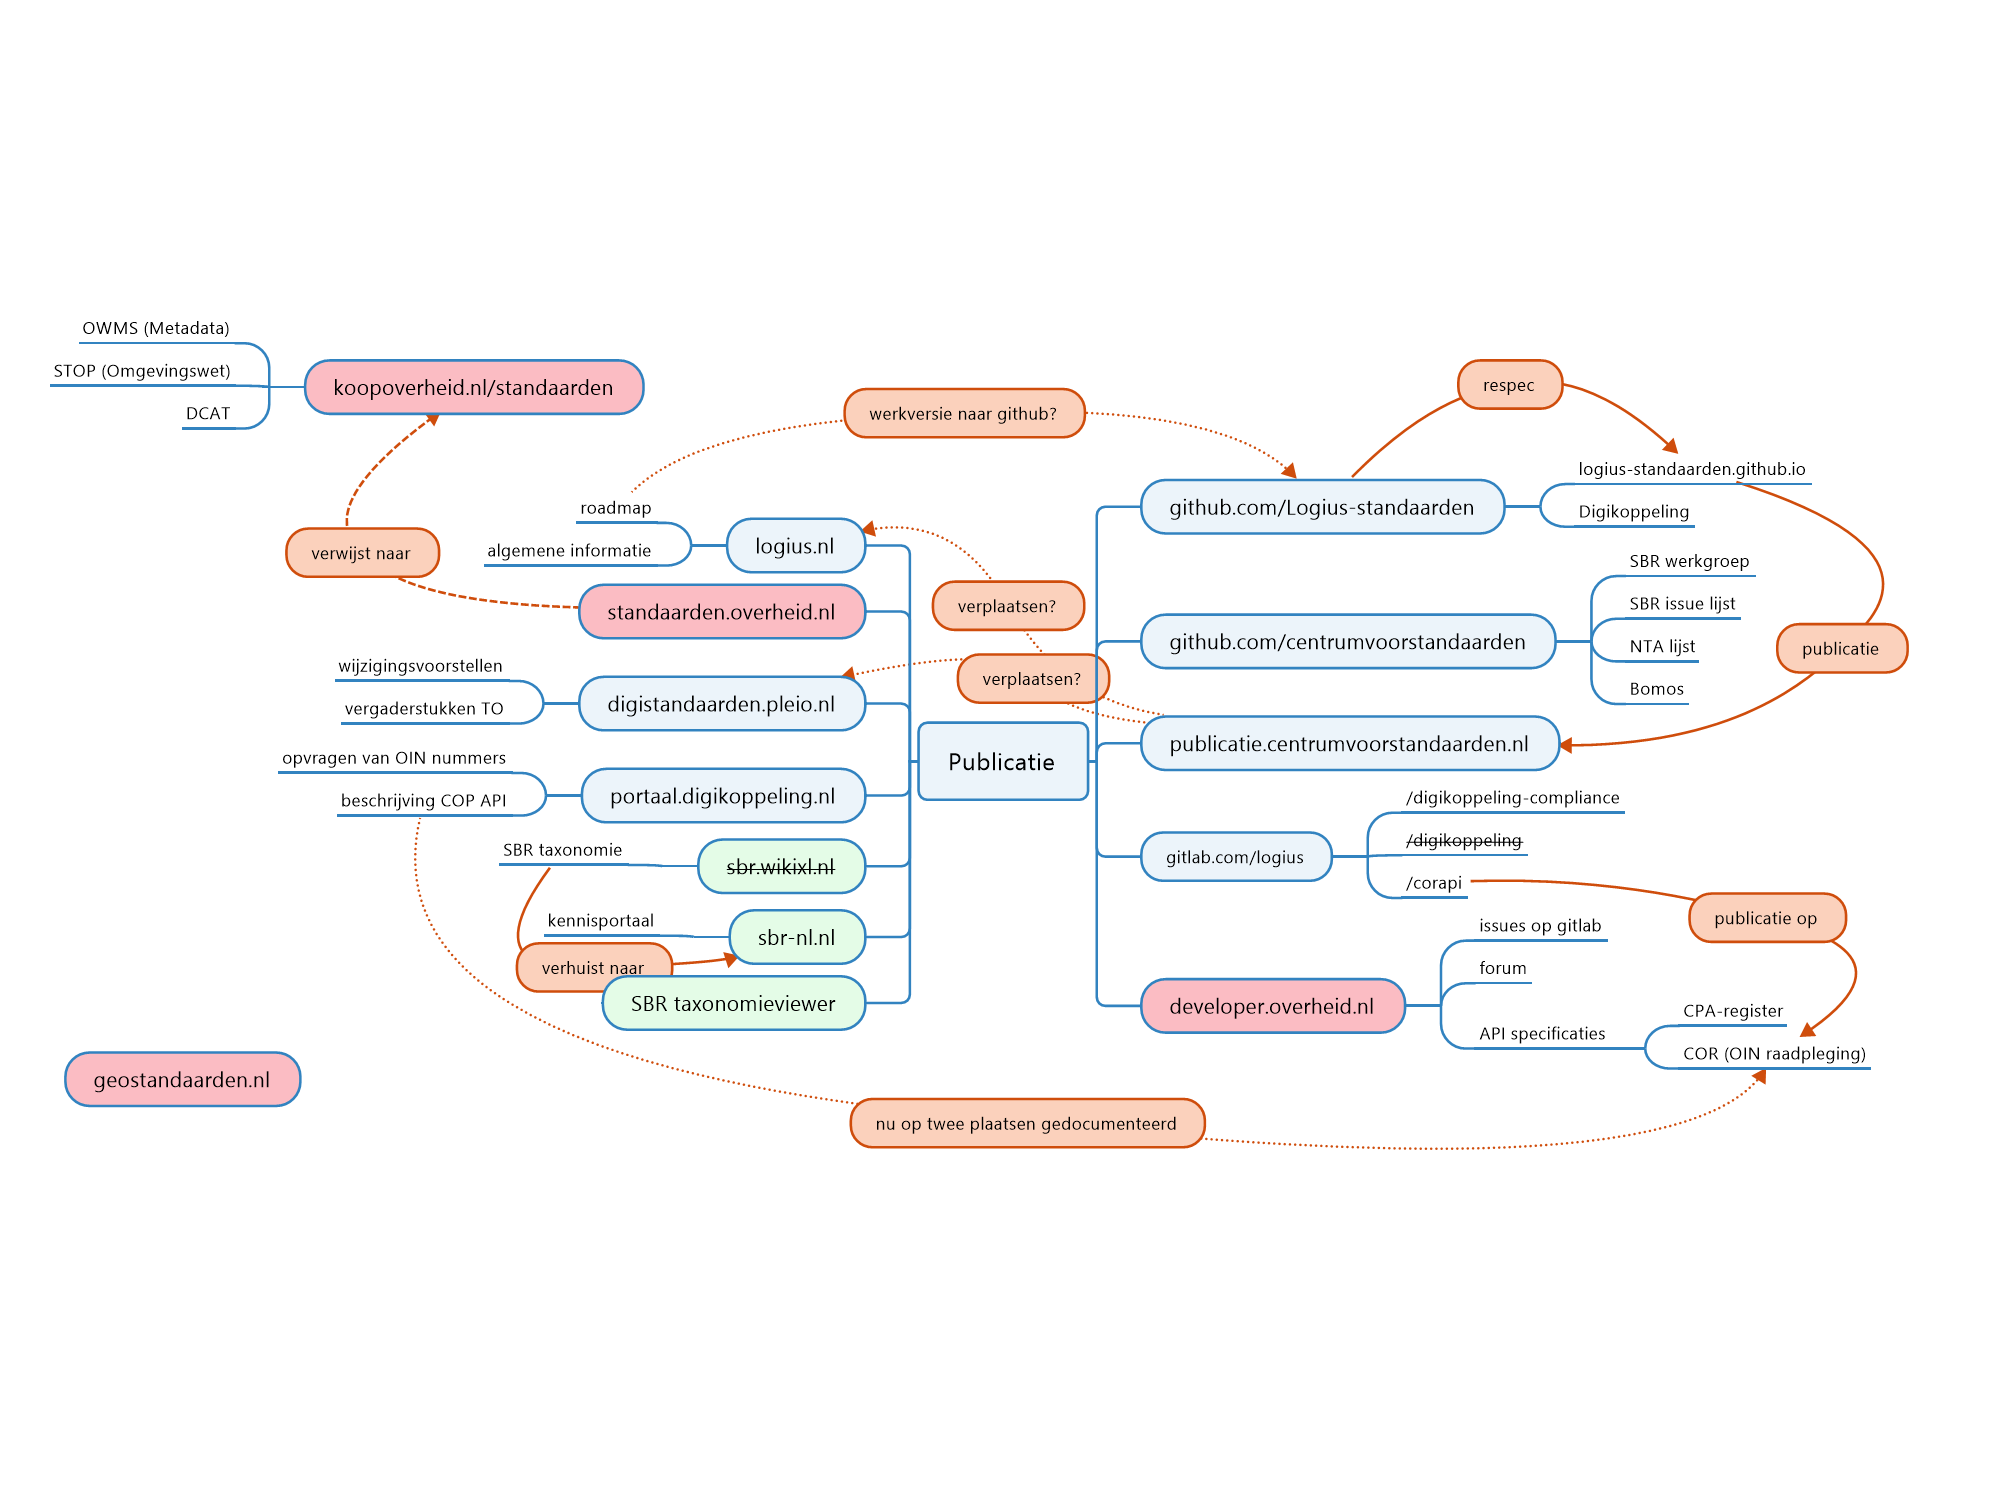 OWMS (Metadata)
STOP (Omgevingswet)
DCAT
koopoverheid.nl/standaarden
verwijst naar
werkversie naar github?
roadmap
algemene informatie
logius.nl
standaarden.overheid.nl
verplaatsen?
verplaatsen?
wijzigingsvoorstellen
vergaderstukken TO
digistandaarden.pleio.nl
opvragen van OIN nummers
beschrijving COP API
portaal.digikoppeling.nl
SBR taxonomie
sbr.wikixl.nl
kennisportaal
sbr-nl.nl
verhuist naar
SBR taxonomieviewer
geostandaarden.nl
Publicatie
respec
logius-standaarden.github.io
Digikoppeling
github.com/Logius-standaarden
SBR werkgroep
SBR issue lijst
NTA lijst
Bomos
github.com/centrumvoorstandaarden
publicatie
publicatie.centrumvoorstandaarden.nl
/digikoppeling-compliance
/digikoppeling
/corapi
gitlab.com/logius
publicatie op
issues op gitlab
forum
API specificaties
developer.overheid.nl
CPA-register
COR (OIN raadpleging)
nu op twee plaatsen gedocumenteerd